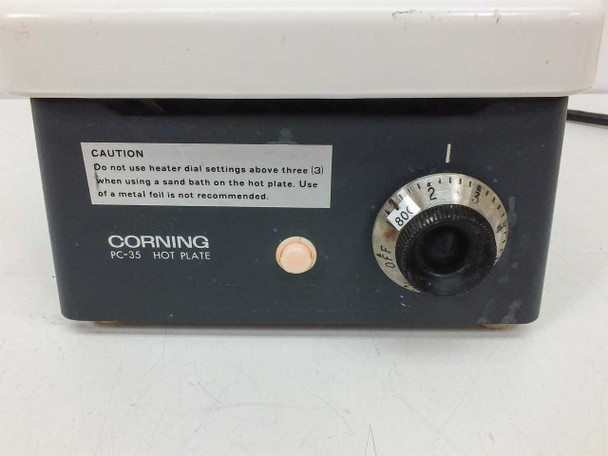 CAUTION
Do not use heater dial settings above three (3)
when using a sand bath on the hot plate. Use
of a metal foil is not recommended.
CORNING
PC-35 HOT PLATE
OFF
2
3